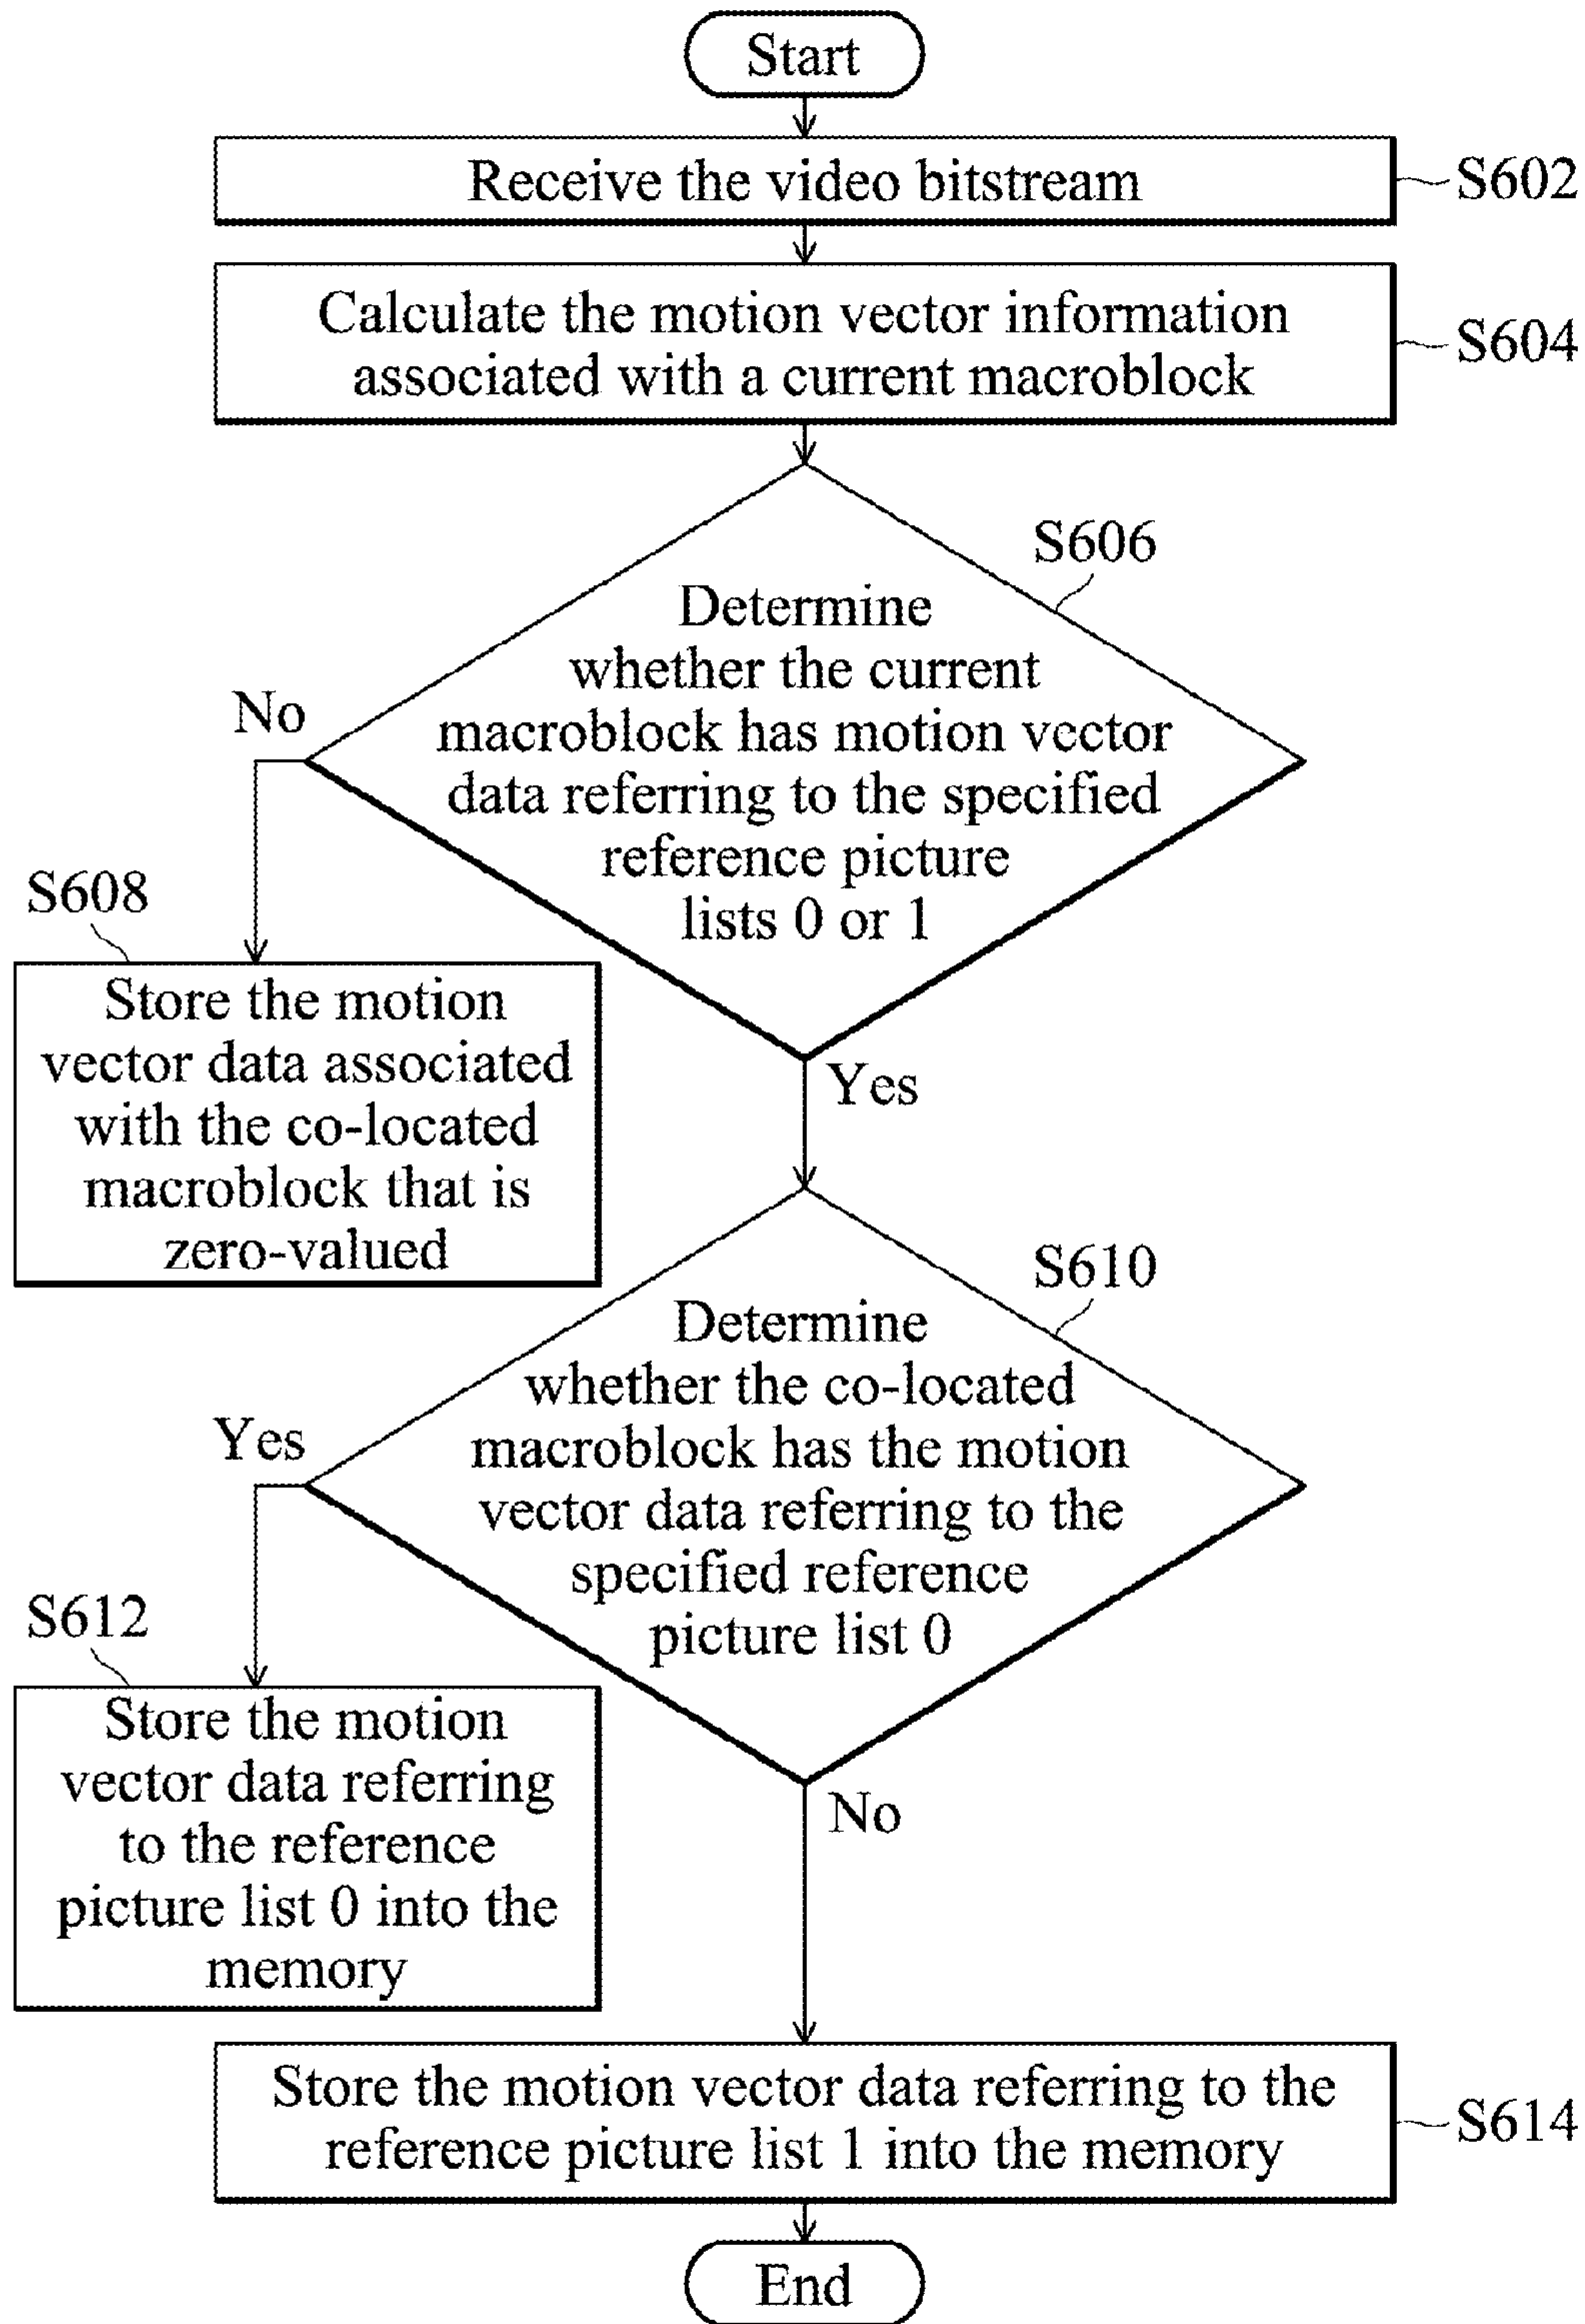 Start
Receive the video bitstream
S602
Calculate the motion vector information
associated with a current macroblock
S604
S606
Determine
whether the current
macroblock has motion vector
data referring to the specified
reference picture
lists 0 or 1
No
Yes
S608
Store the motion
vector data associated
with the co-located
macroblock that is
zero-valued
S610
Determine
whether the co-located
macroblock has the motion
vector data referring to the
specified reference
picture list 0
Yes
No
S612
Store the motion
vector data referring
to the reference
picture list 0 into the
memory
Store the motion vector data referring to the
reference picture list 1 into the memory
S614
End